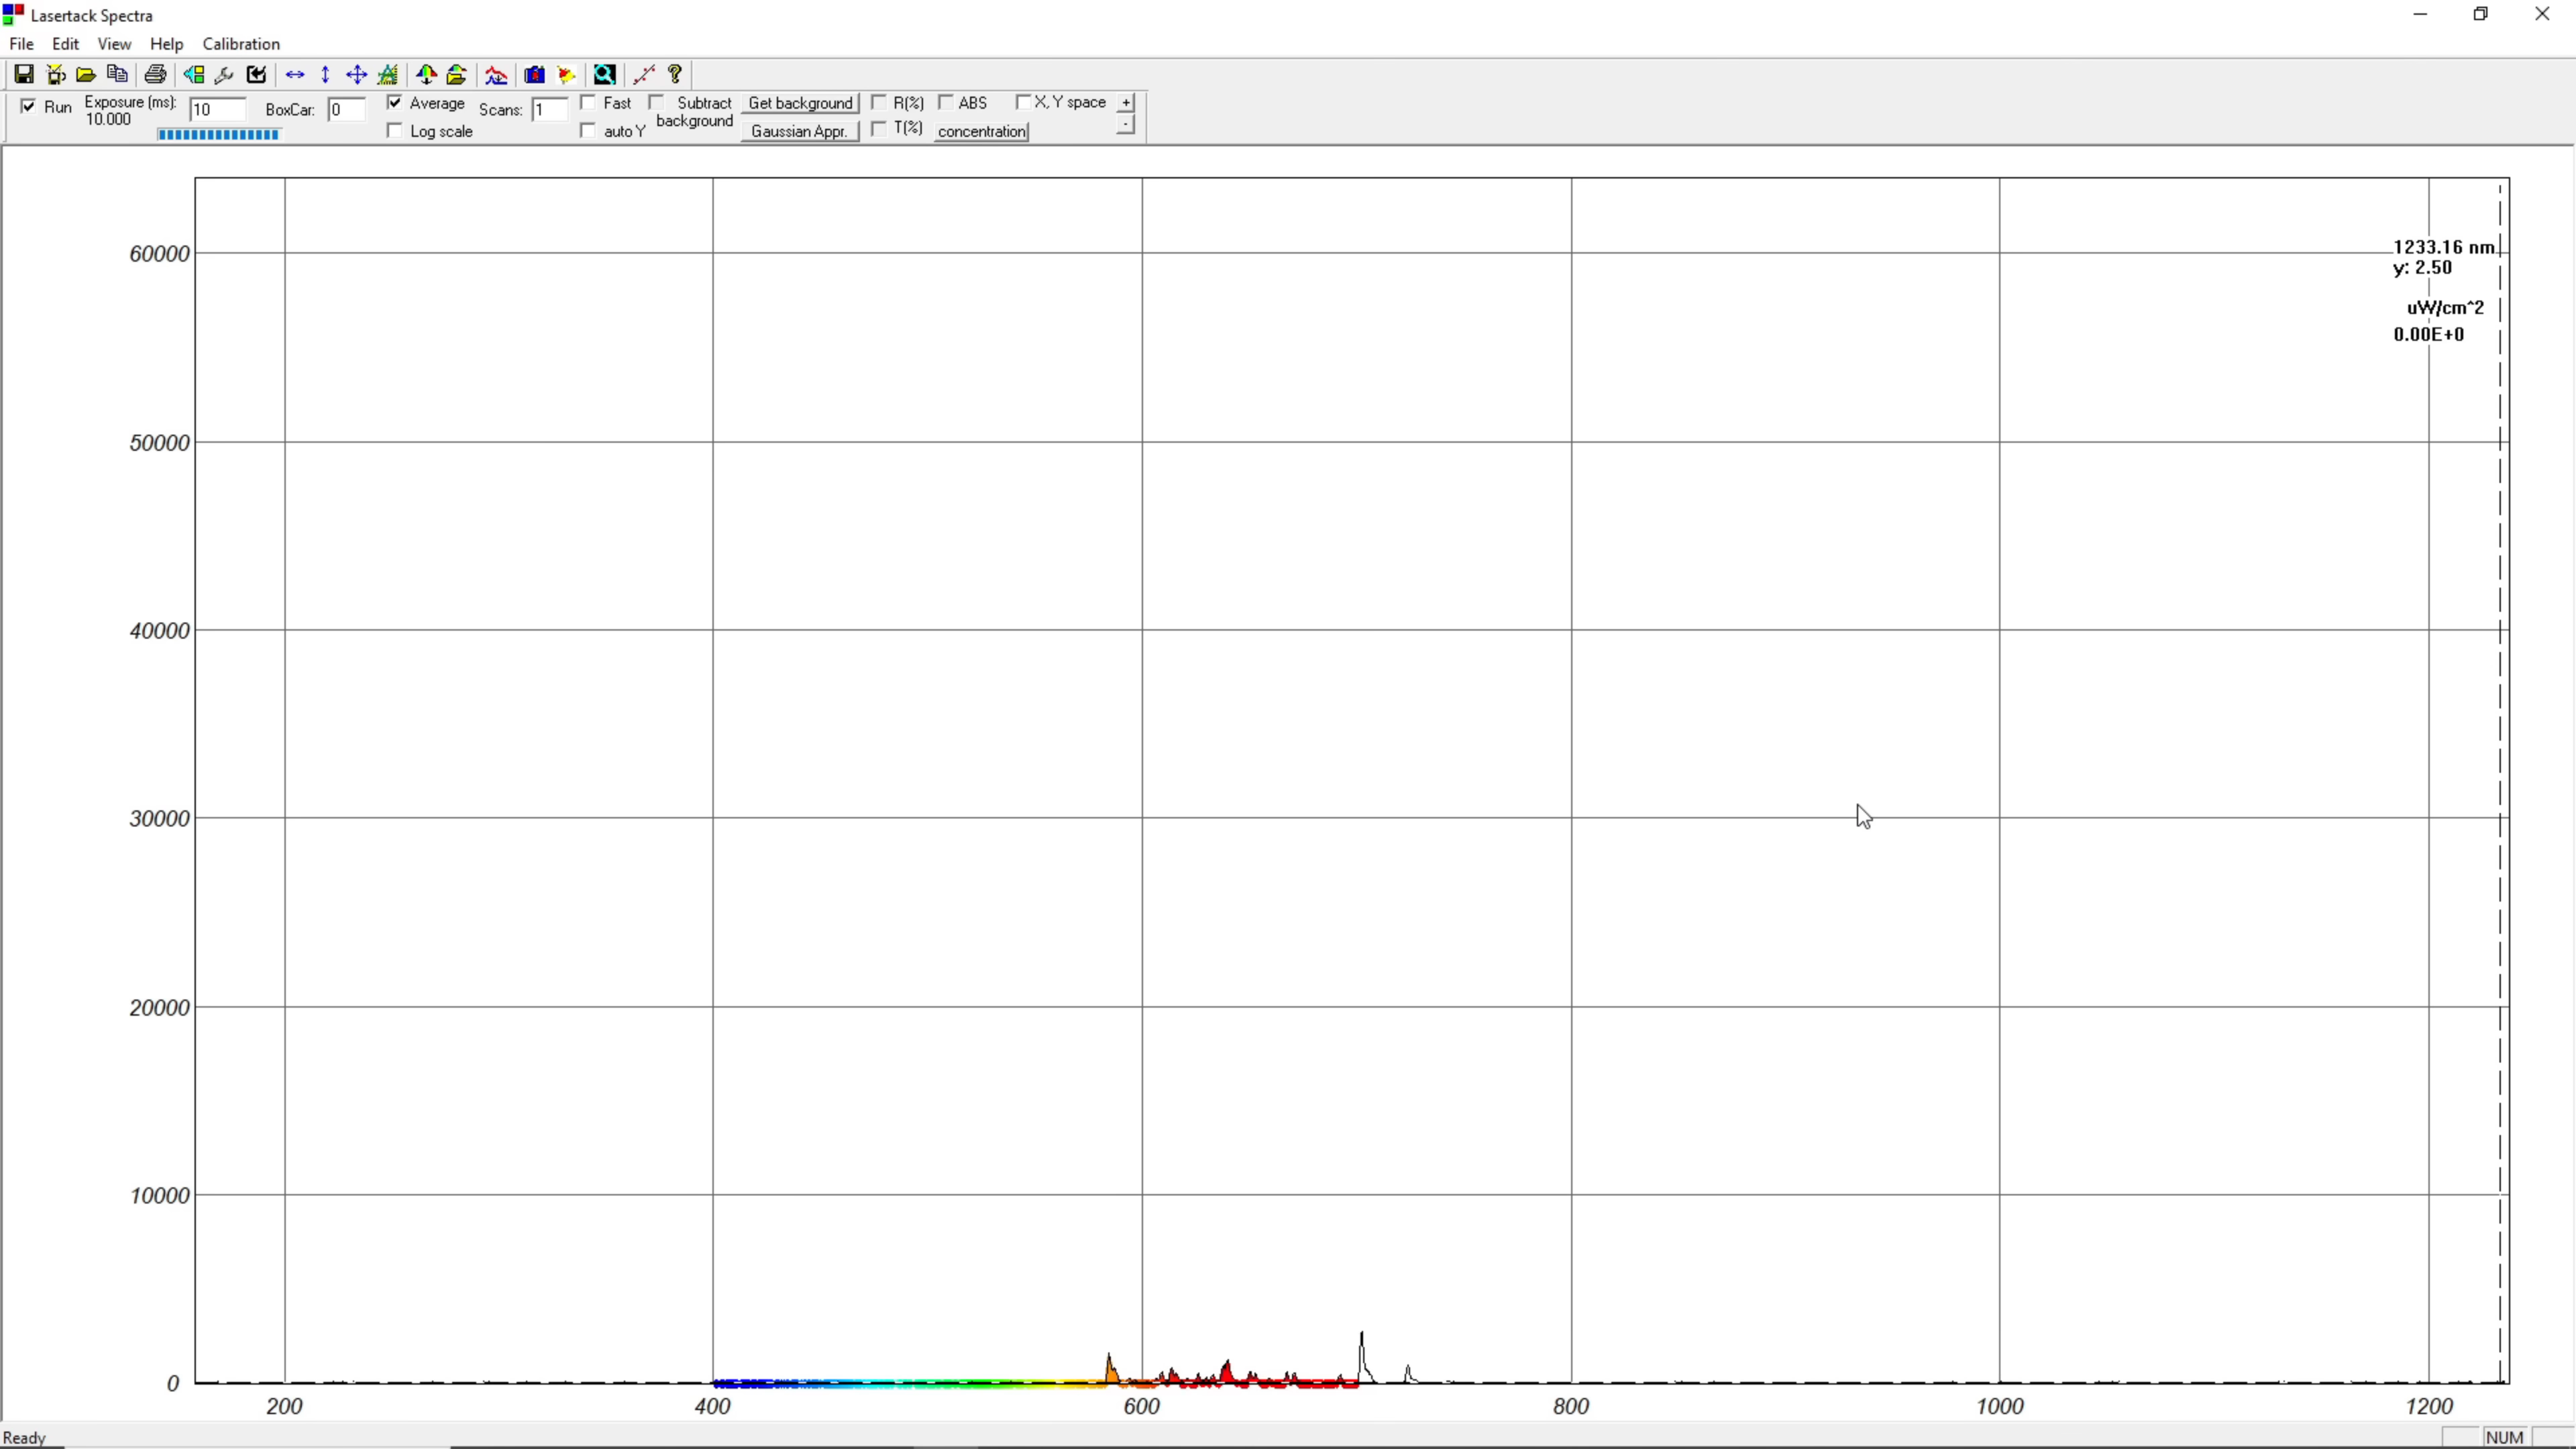 Lasertack Spectra
File Edit View Help Calibration
Run Exposure (ms): 10 BoxCar: 0 Average Scans: 1 Fast Subtract background Get background R(%) ABS X, Y space +
10.000 Log scale auto Y Gaussian Appr. T(%) concentration -
60000
50000
40000
30000
20000
10000
0
1233.16 nm
y: 2.50
uW/cm^2
0.00E+0
200 400 600 800 1000 1200
Ready NUM